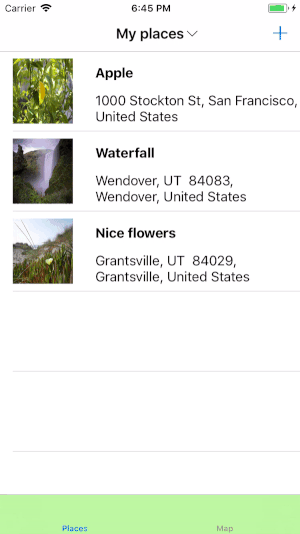 Carrier 6:45 PM
My places
Apple
1000 Stockton St, San Francisco,
United States
Waterfall
Wendover, UT 84083,
Wendover, United States
Nice flowers
Grantsville, UT 84029,
Grantsville, United States
Places Map